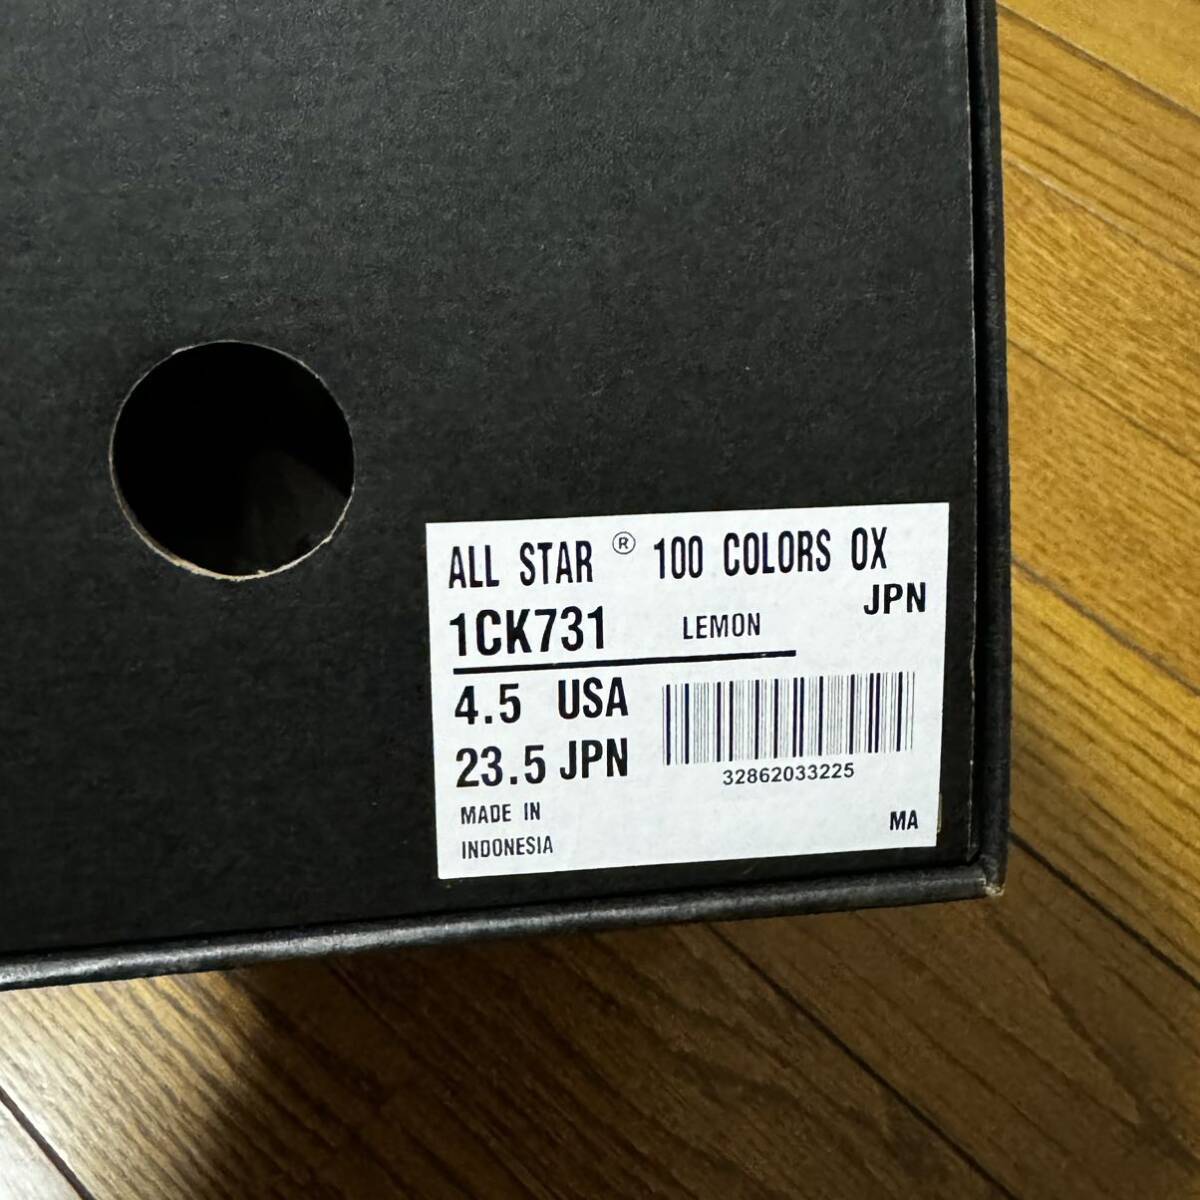 ALL STAR ® 100 COLORS OX
JPN
1CK731 LEMON
4.5 USA
23.5 JPN
32862033225
MADE IN
INDONESIA
MA